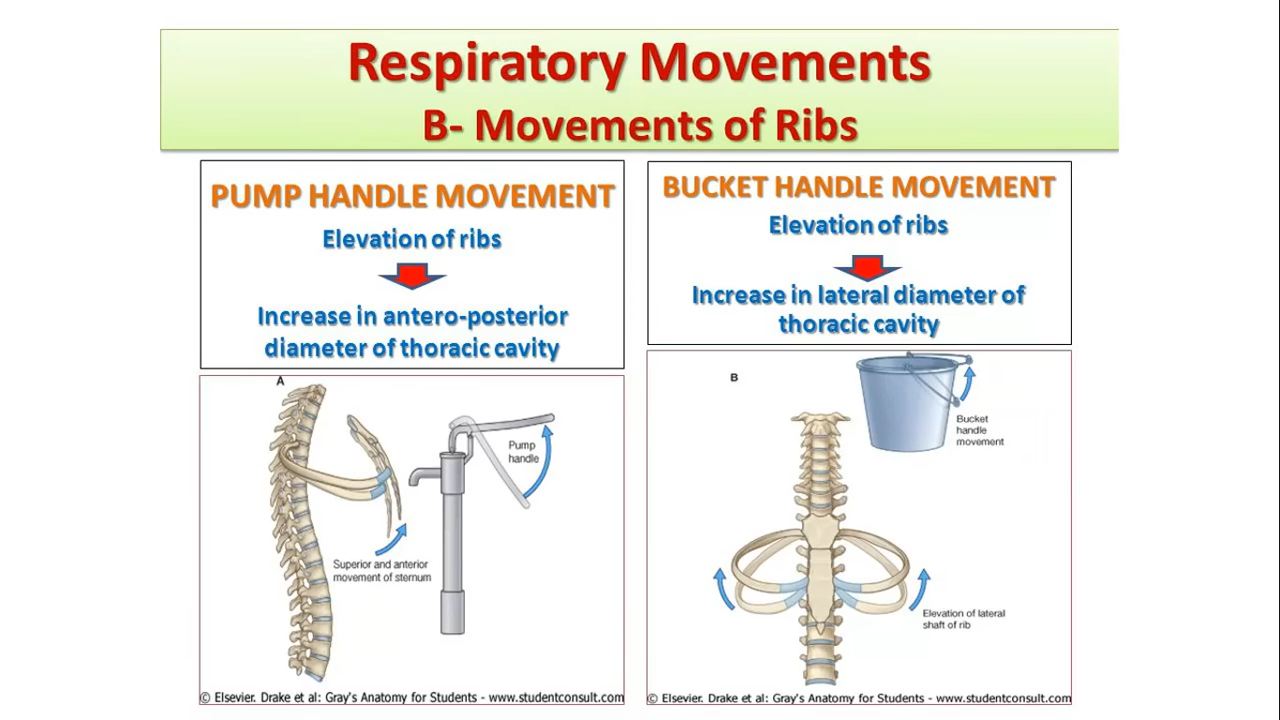 Respiratory Movements
B- Movements of Ribs
PUMP HANDLE MOVEMENT
Elevation of ribs
Increase in antero-posterior
diameter of thoracic cavity
A
Pump
handle
Superior and anterior
movement of sternum
© Elsevier. Drake et al: Gray's Anatomy for Students - www.studentconsult.com
BUCKET HANDLE MOVEMENT
Elevation of ribs
Increase in lateral diameter of
thoracic cavity
B
Bucket
handle
movement
Elevation of lateral
shaft of rib
© Elsevier. Drake et al: Gray's Anatomy for Students - www.studentconsult.com